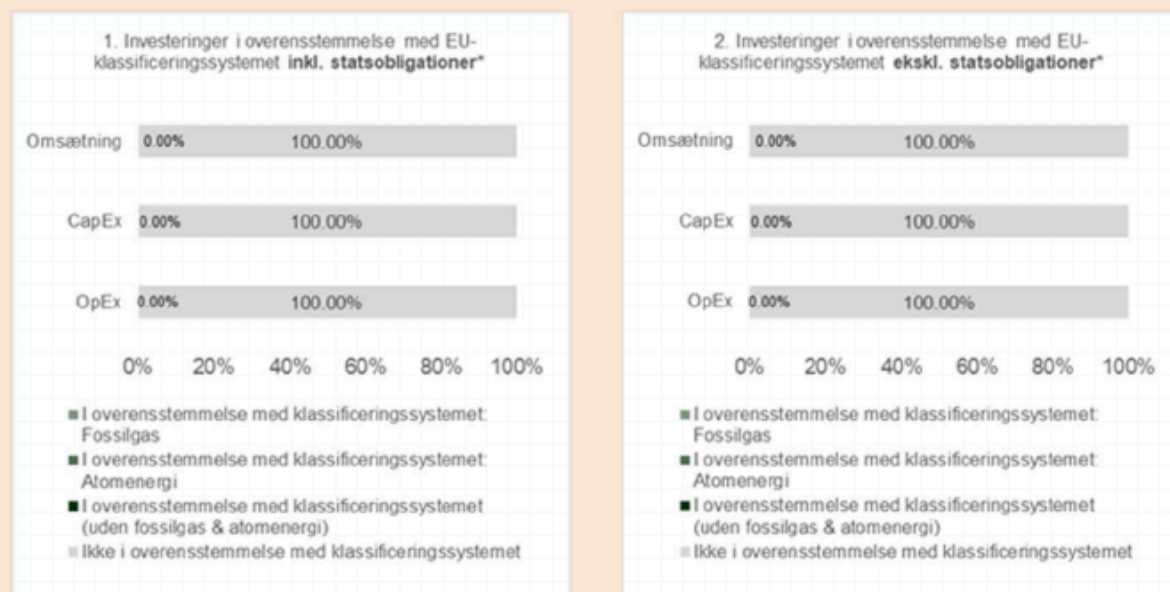 1. Investeringer i overensstemmelse med EU-
klassificeringssystemet inkl. statsobligationer*
Omsætning 0.00% 100.00%
CapEx 0.00% 100.00%
OpEx 0.00% 100.00%
0% 20% 40% 60% 80% 100%
I overensstemmelse med klassificeringssystemet:
Fossilgas
I overensstemmelse med klassificeringssystemet:
Atomenergi
I overensstemmelse med klassificeringssystemet
(uden fossilgas & atomenergi)
Ikke i overensstemmelse med klassificeringssystemet
2. Investeringer i overensstemmelse med EU-
klassificeringssystemet ekskl. statsobligationer*
Omsætning 0.00% 100.00%
CapEx 0.00% 100.00%
OpEx 0.00% 100.00%
0% 20% 40% 60% 80% 100%
I overensstemmelse med klassificeringssystemet:
Fossilgas
I overensstemmelse med klassificeringssystemet:
Atomenergi
I overensstemmelse med klassificeringssystemet
(uden fossilgas & atomenergi)
Ikke i overensstemmelse med klassificeringssystemet